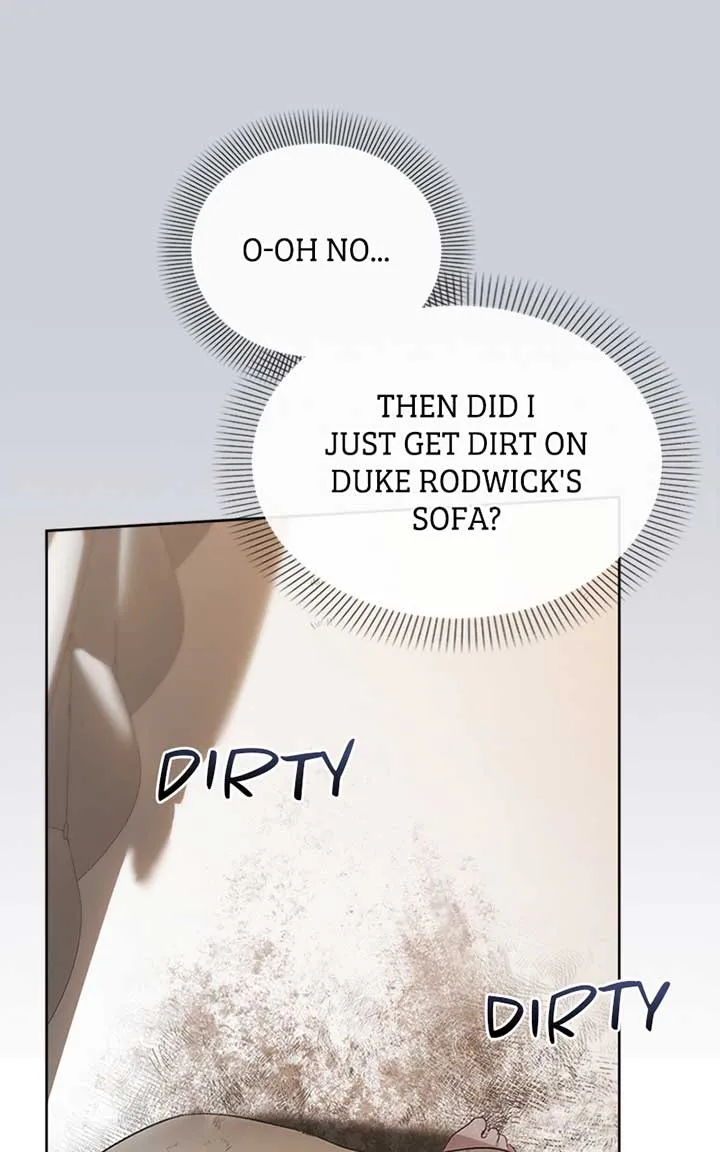 O-OH NO...
THEN DID I
JUST GET DIRT ON
DUKE RODWICK'S
SOFA?
DIRTY
DIRTY